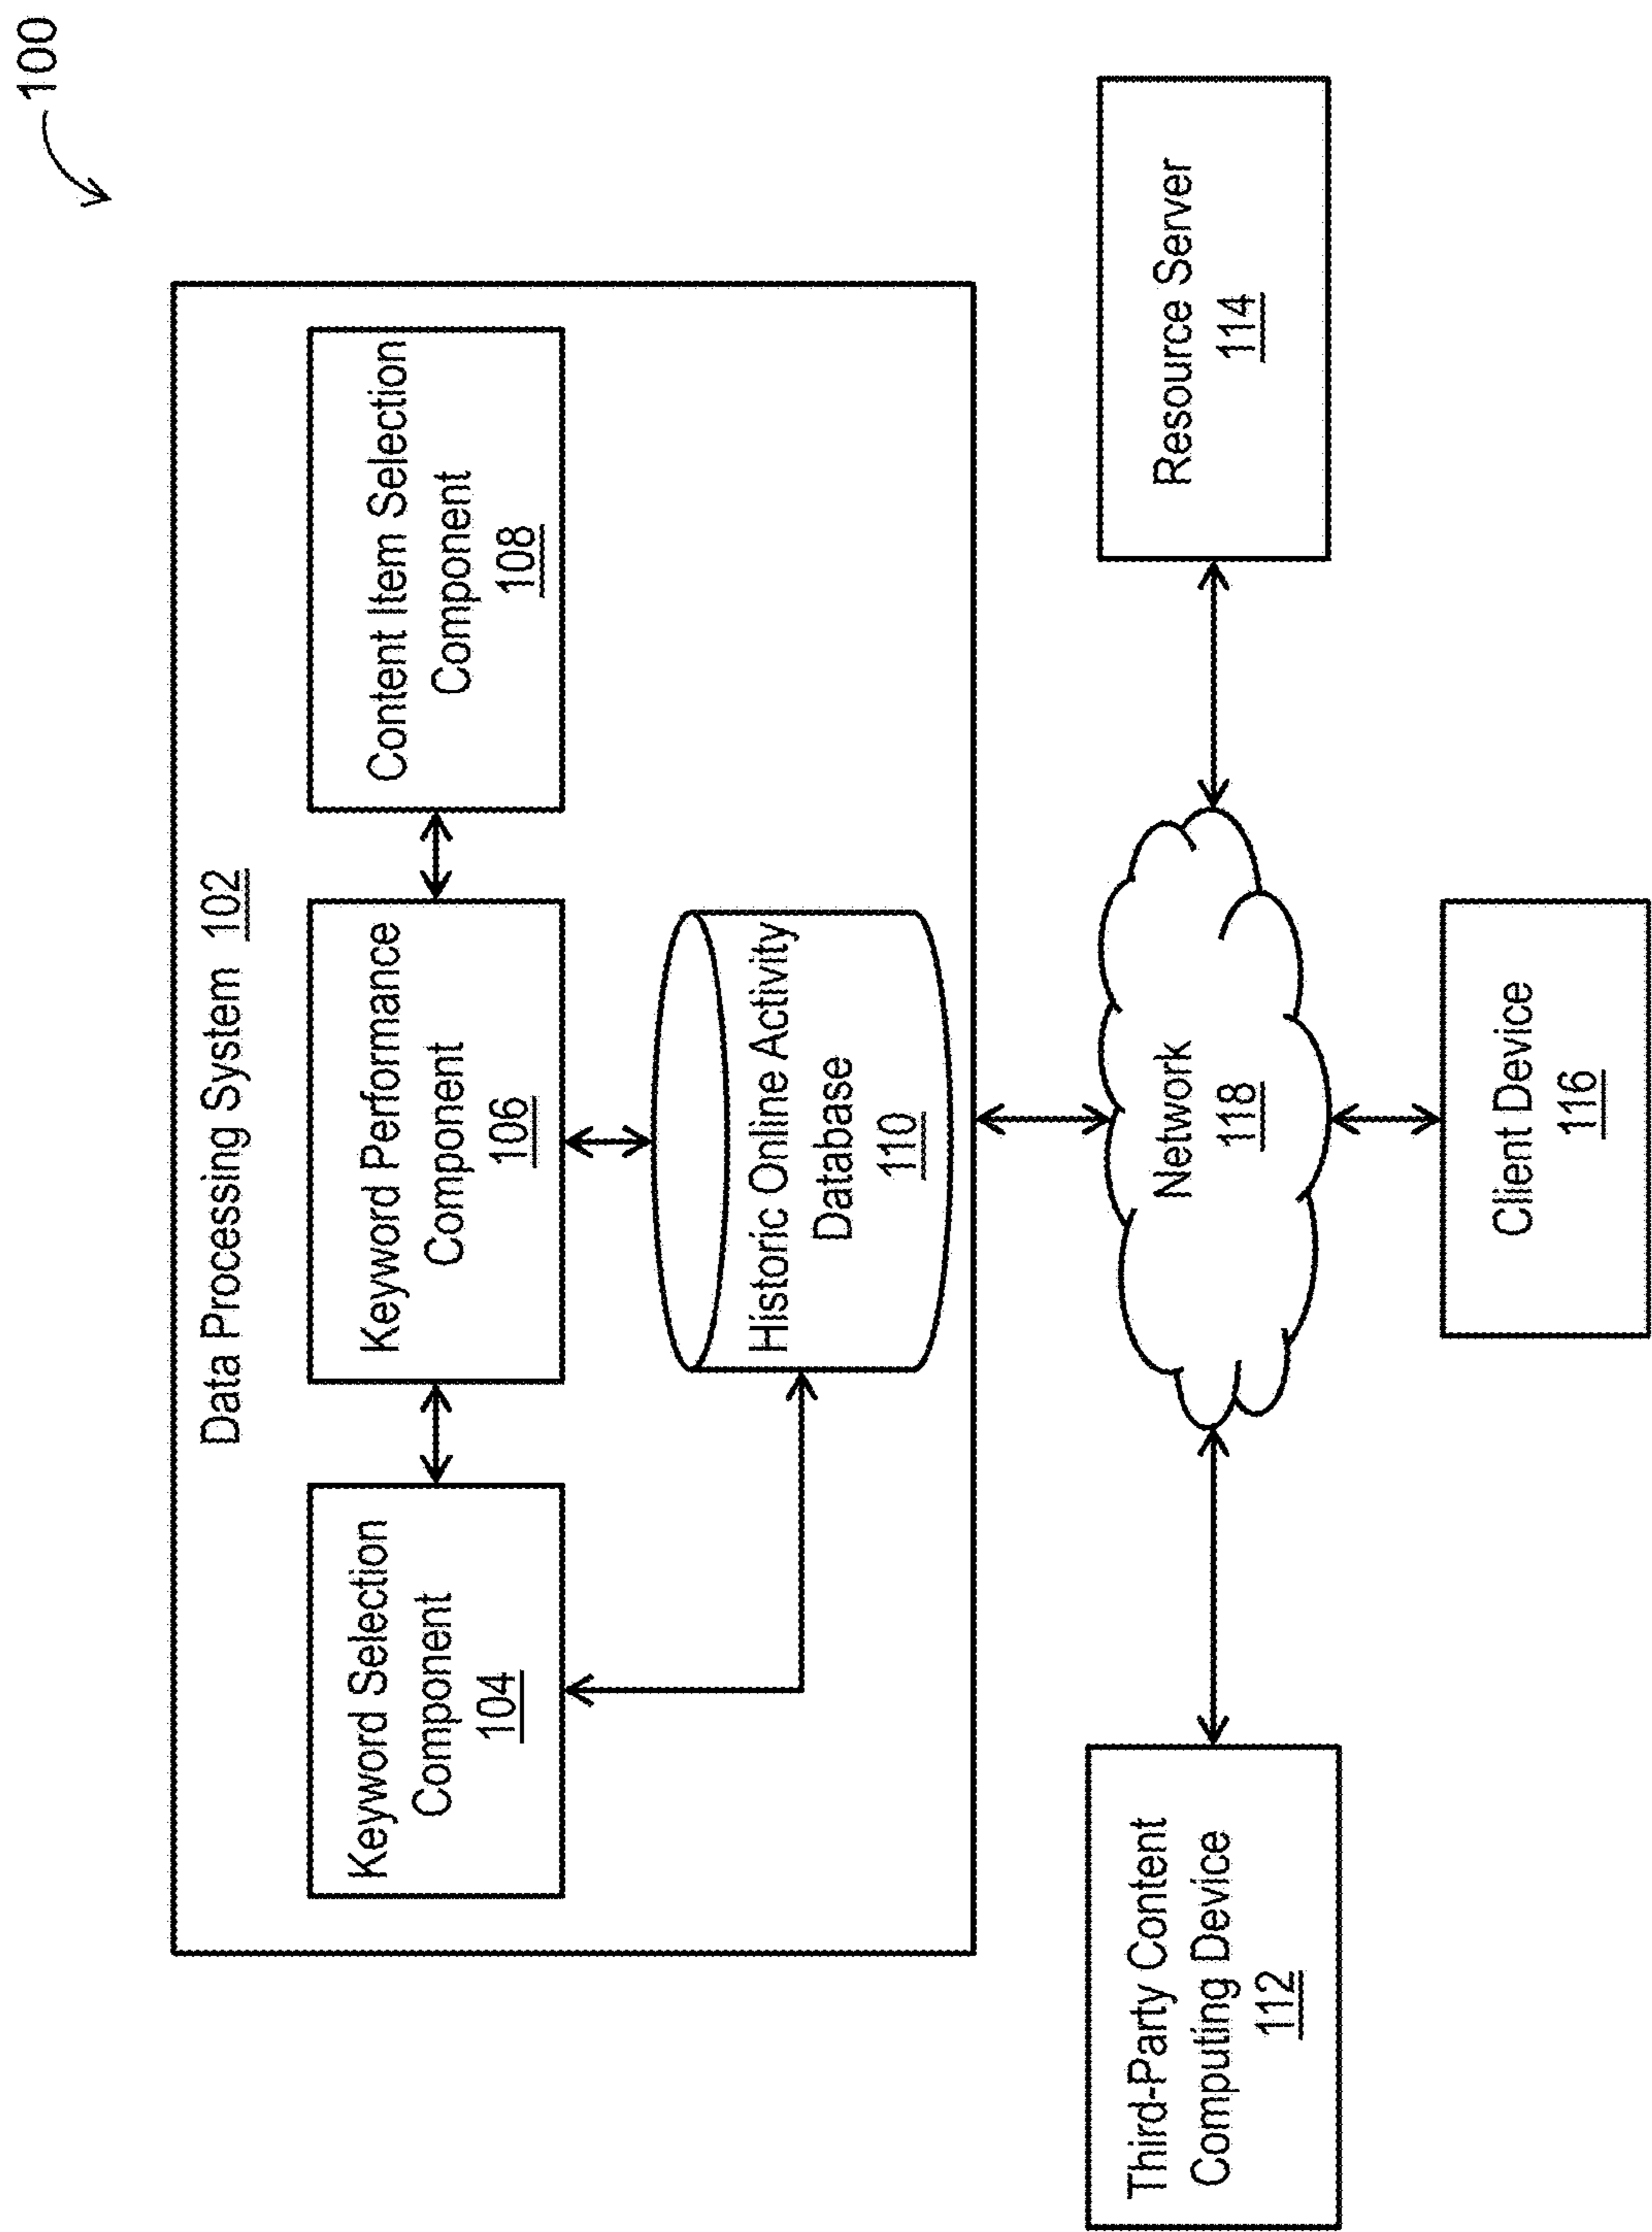 100
Data Processing System 102
Keyword Selection
Component
104
Keyword Performance
Component
106
Content Item Selection
Component
108
Historic Online Activity
Database
110
Third-Party Content
Computing Device
112
Network
118
Resource Server
114
Client Device
116